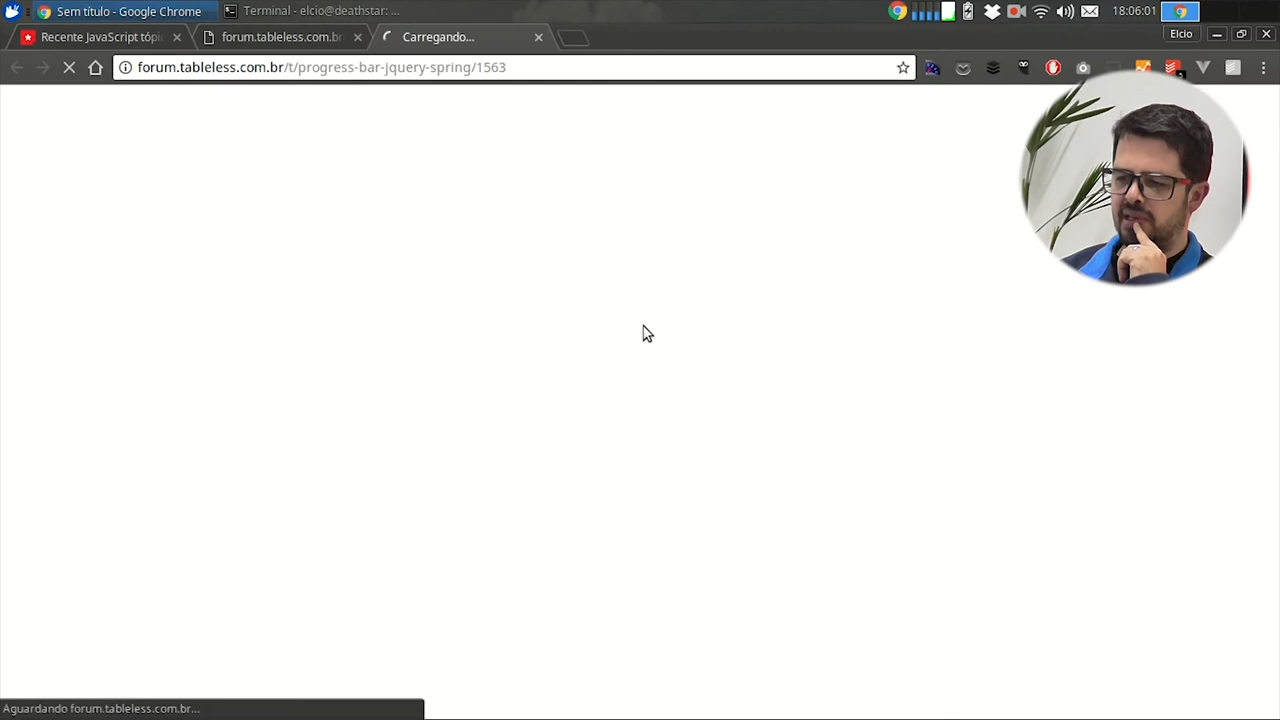 Sem título - Google Chrome
Terminal - elcio@deathstar: ...
18:06:01
Recente JavaScript tópi
forum.tableless.com.br
Carregando...
Elcio
forum.tableless.com.br/t/progress-bar-jquery-spring/1563
Aguardando forum.tableless.com.br...